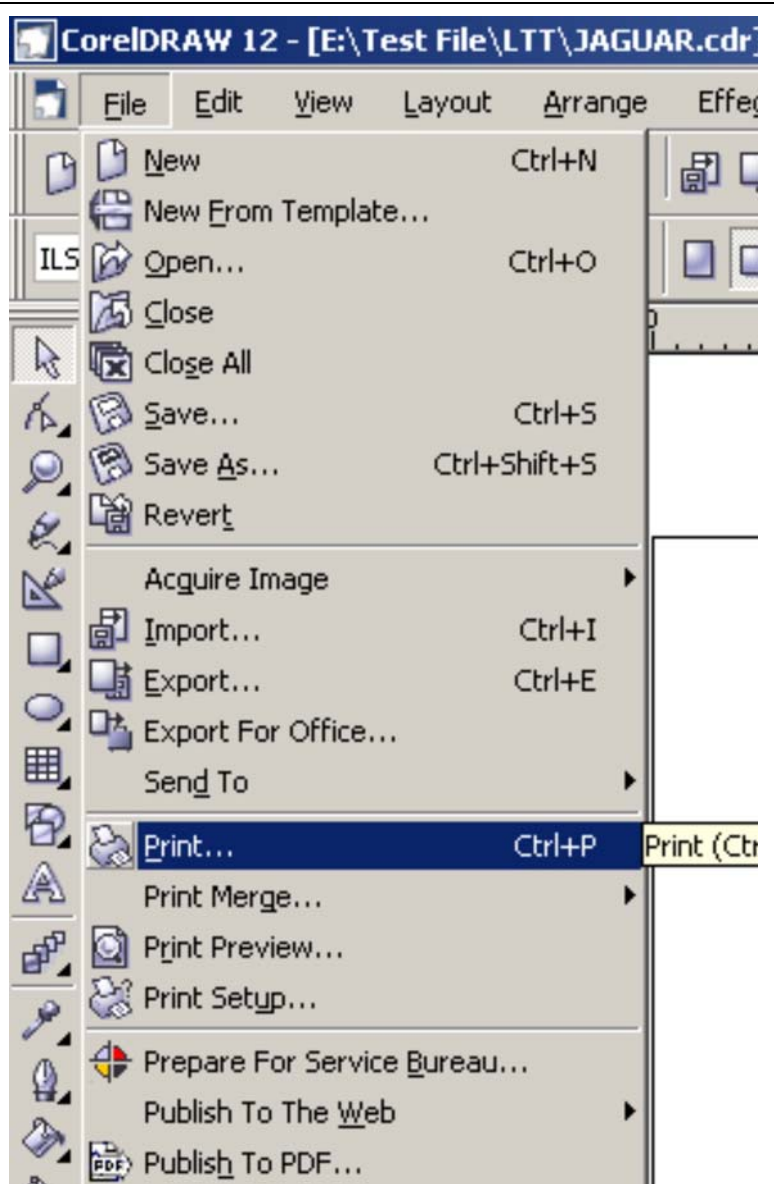 CorelDRAW 12 - [E:\Test File\LTT\JAGUAR.cdr]
File Edit View Layout Arrange
New Ctrl+N
New From Template...
ILS
Open... Ctrl+O
Close
Close All
Save... Ctrl+S
Save As... Ctrl+Shift+S
Revert
Acquire Image
Import... Ctrl+I
Export... Ctrl+E
Export For Office...
Send To
Print... Ctrl+P
Print (Ctr
Print Merge...
Print Preview...
Print Setup...
Prepare For Service Bureau...
Publish To The Web
PDF Publish To PDF...